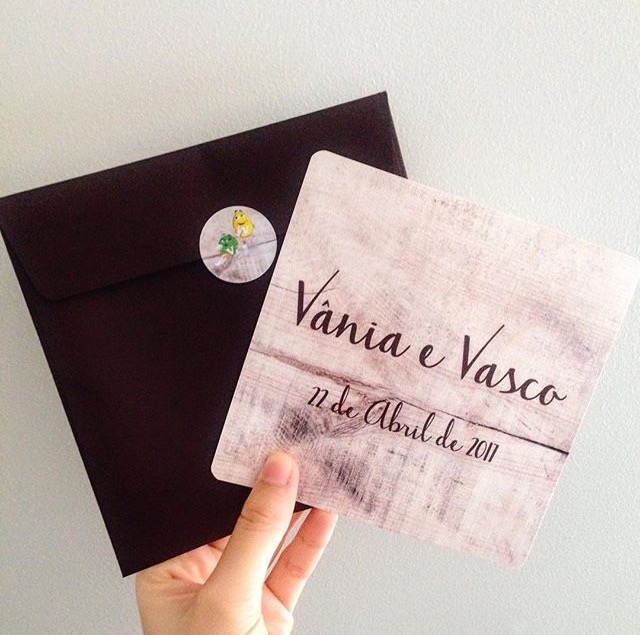 Vânia e Vasco
22 de Abril de 2017